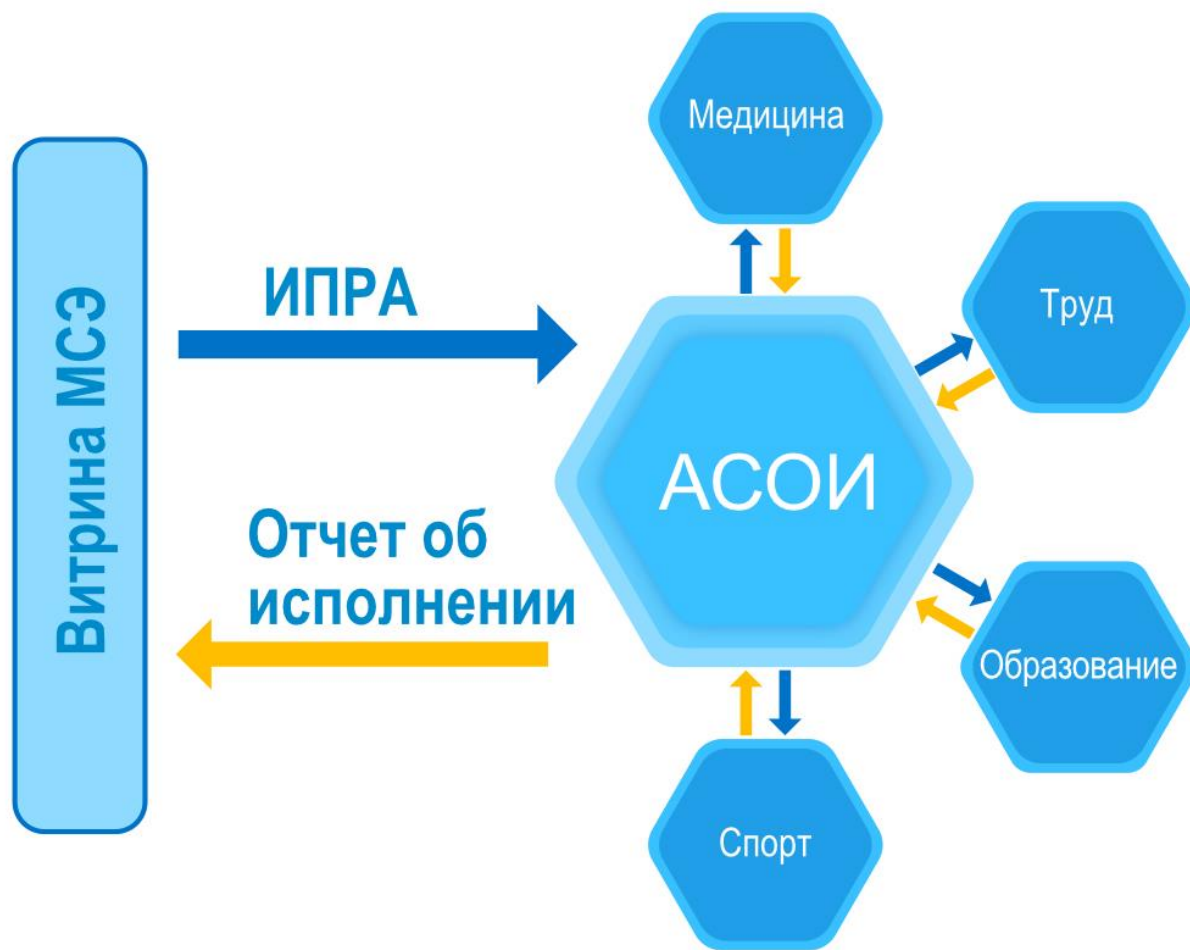 Витрина МСЭ
ИПРА
Отчет об
исполнении
АСОИ
Медицина
Труд
Образование
Спорт